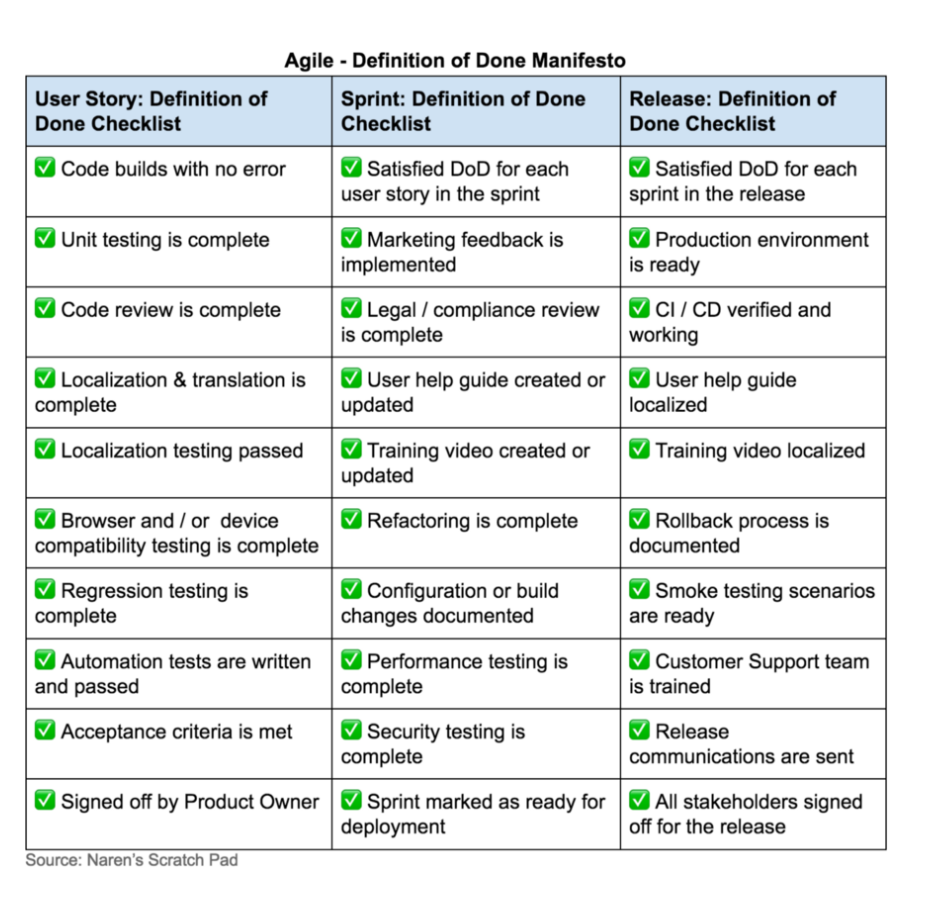 Agile - Definition of Done Manifesto
User Story: Definition of
Done Checklist
Sprint: Definition of Done
Checklist
Release: Definition of
Done Checklist
✅ Code builds with no error
✅ Satisfied DoD for each
user story in the sprint
✅ Satisfied DoD for each
sprint in the release
✅ Unit testing is complete
✅ Marketing feedback is
implemented
✅ Production environment
is ready
✅ Code review is complete
✅ Legal / compliance review
is complete
✅ CI / CD verified and
working
✅ Localization & translation is
complete
✅ User help guide created or
updated
✅ User help guide
localized
✅ Localization testing passed
✅ Training video created or
updated
✅ Training video localized
✅ Browser and / or  device
compatibility testing is complete
✅ Refactoring is complete
✅ Rollback process is
documented
✅ Regression testing is
complete
✅ Configuration or build
changes documented
✅ Smoke testing scenarios
are ready
✅ Automation tests are written
and passed
✅ Performance testing is
complete
✅ Customer Support team
is trained
✅ Acceptance criteria is met
✅ Security testing is
complete
✅ Release
communications are sent
✅ Signed off by Product Owner
✅ Sprint marked as ready for
deployment
✅ All stakeholders signed
off for the release
Source: Naren's Scratch Pad